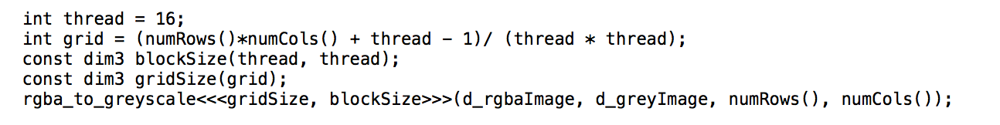 int thread = 16;
int grid = (numRows()*numCols() + thread - 1)/ (thread * thread);
const dim3 blockSize(thread, thread);
const dim3 gridSize(grid);
rgba_to_greyscale<<<gridSize, blockSize>>>(d_rgbaImage, d_greyImage, numRows(), numCols());